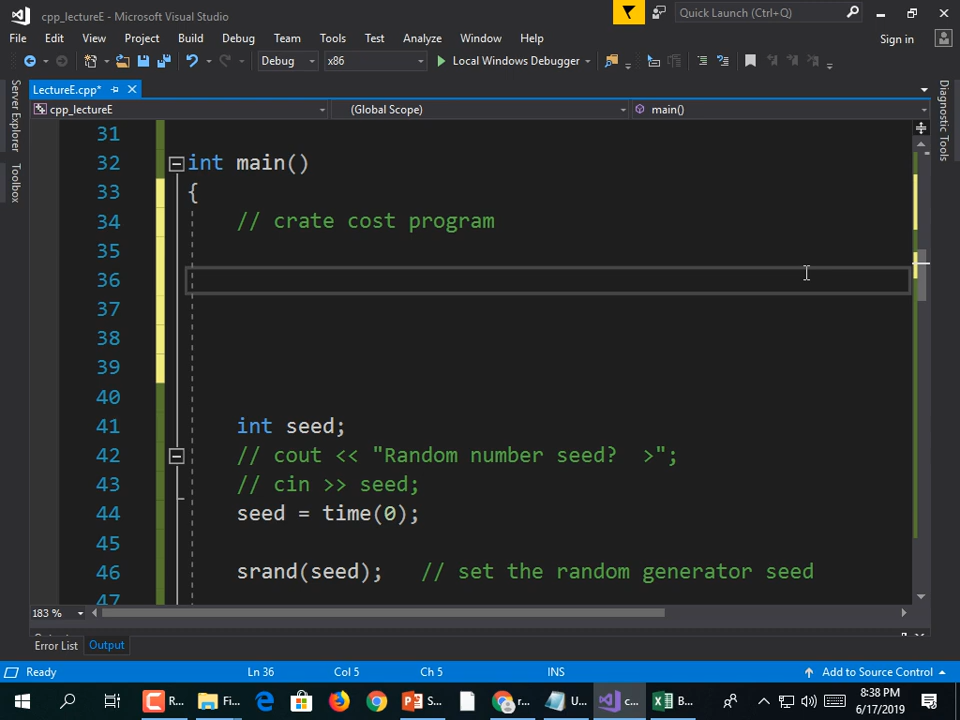 cpp_lectureE - Microsoft Visual Studio
Quick Launch (Ctrl+Q)
File Edit View Project Build Debug Team Tools Test Analyze Window Help
Sign in
Debug x86 Local Windows Debugger
LectureE.cpp*
cpp_lectureE (Global Scope) main()
Server Explorer
Toolbox
Diagnostic Tools
31
32 int main()
33 {
34 // crate cost program
35
36
37
38
39
40
41 int seed;
42 // cout << "Random number seed?  >";
43 // cin >> seed;
44 seed = time(0);
45
46 srand(seed);   // set the random generator seed
47
183 %
Error List Output
Ready Ln 36 Col 5 Ch 5 INS Add to Source Control
R... Fi... S... r... U... c... B...
8:38 PM
6/17/2019